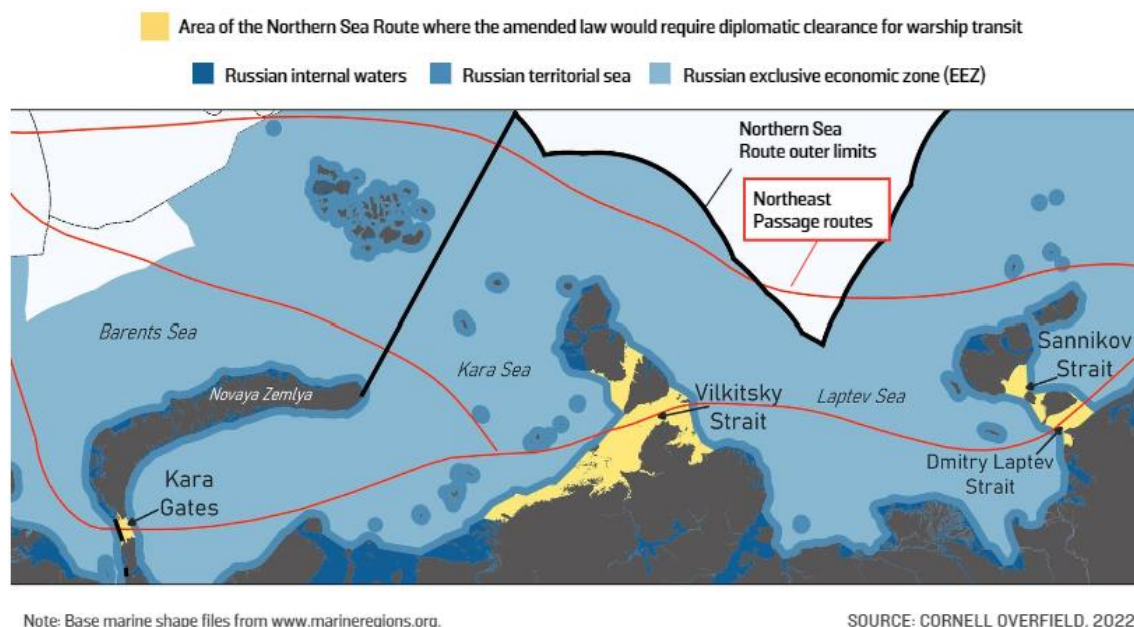 Area of the Northern Sea Route where the amended law would require diplomatic clearance for warship transit
Russian internal waters
Russian territorial sea
Russian exclusive economic zone (EEZ)
Northern Sea
Route outer limits
Northeast
Passage routes
Barents Sea
Kara Sea
Novaya Zemlya
Kara
Gates
Vilkitsky
Strait
Laptev Sea
Sannikov
Strait
Dmitry Laptev
Strait
Note: Base marine shape files from www.marineregions.org.
SOURCE: CORNELL OVERFIELD, 2022